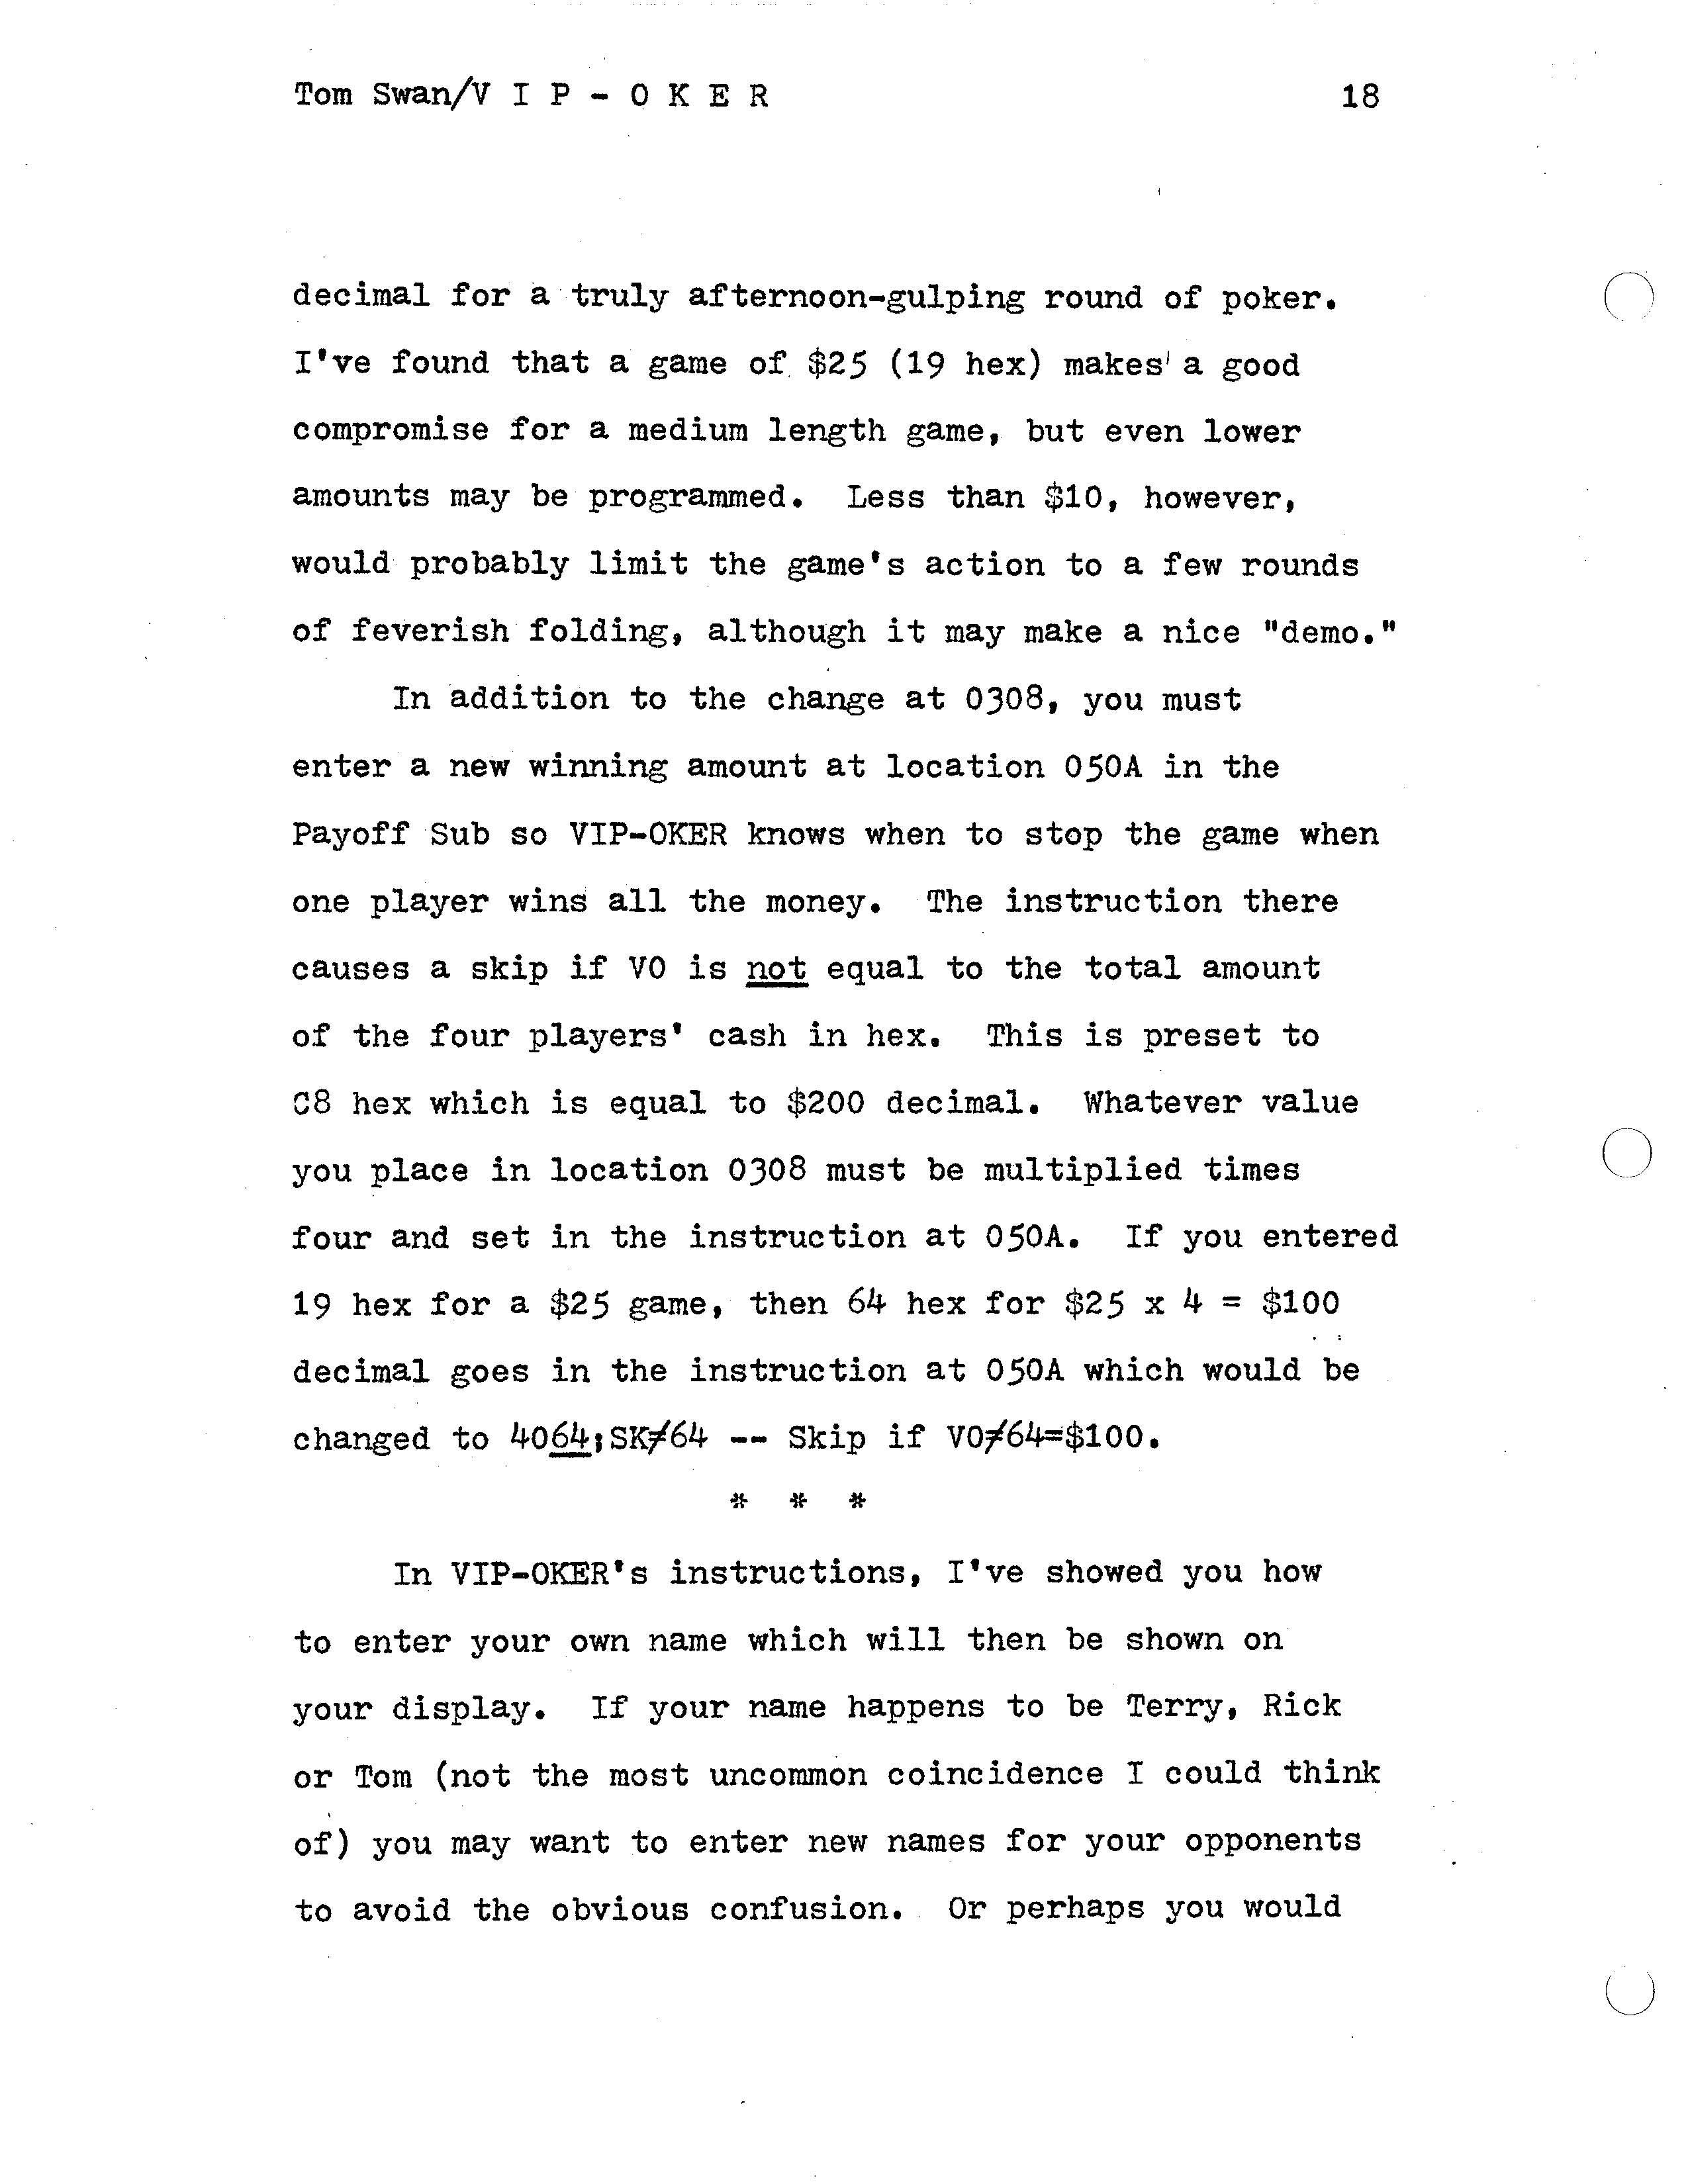 Tom Swan/V I P - O K E R 18
decimal for a truly afternoon-gulping round of poker.
I've found that a game of $25 (19 hex) makes a good
compromise for a medium length game, but even lower
amounts may be programmed. Less than $10, however,
would probably limit the game's action to a few rounds
of feverish folding, although it may make a nice "demo."
In addition to the change at 0308, you must
enter a new winning amount at location 050A in the
Payoff Sub so VIP-OKER knows when to stop the game when
one player wins all the money. The instruction there
causes a skip if V0 is not equal to the total amount
of the four players' cash in hex. This is preset to
C8 hex which is equal to $200 decimal. Whatever value
you place in location 0308 must be multiplied times
four and set in the instruction at 050A. If you entered
19 hex for a $25 game, then 64 hex for $25 x 4 = $100
decimal goes in the instruction at 050A which would be
changed to 4064;SK≠64 -- Skip if V0≠64=$100.
* * *
In VIP-OKER's instructions, I've showed you how
to enter your own name which will then be shown on
your display. If your name happens to be Terry, Rick
or Tom (not the most uncommon coincidence I could think
of) you may want to enter new names for your opponents
to avoid the obvious confusion. Or perhaps you would